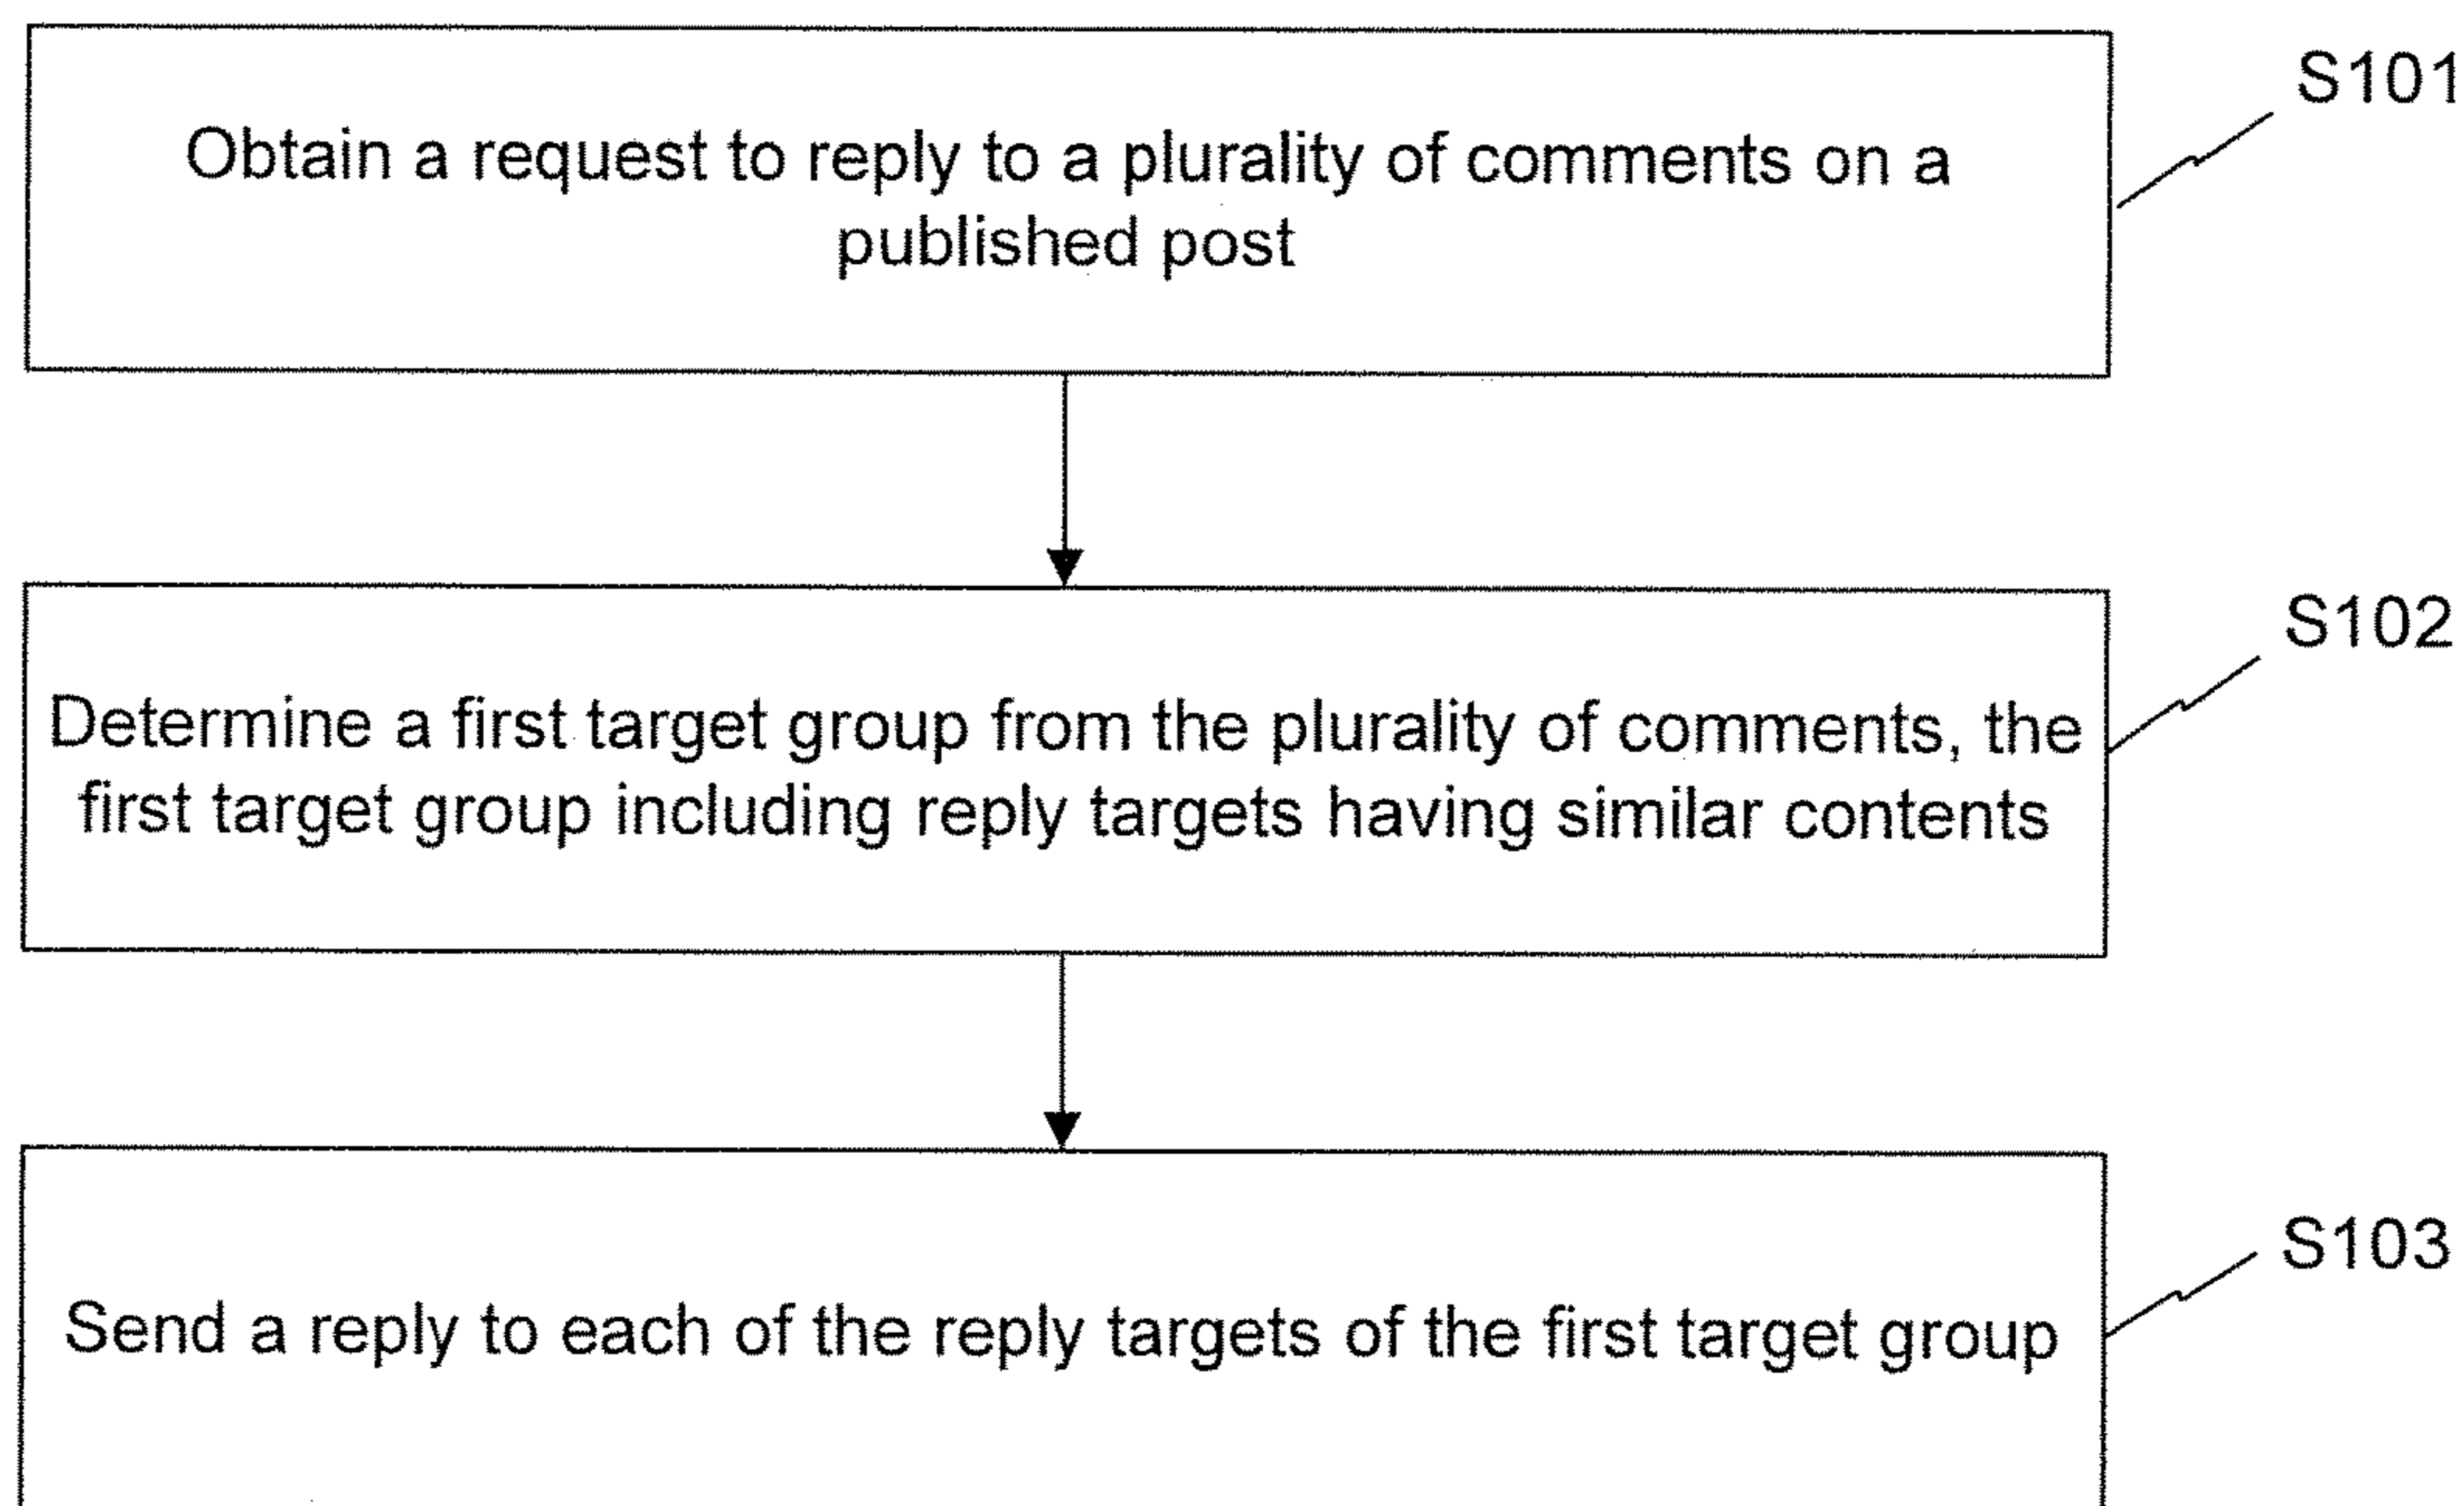 S101
Obtain a request to reply to a plurality of comments on a
published post
S102
Determine a first target group from the plurality of comments, the
first target group including reply targets having similar contents
S103
Send a reply to each of the reply targets of the first target group